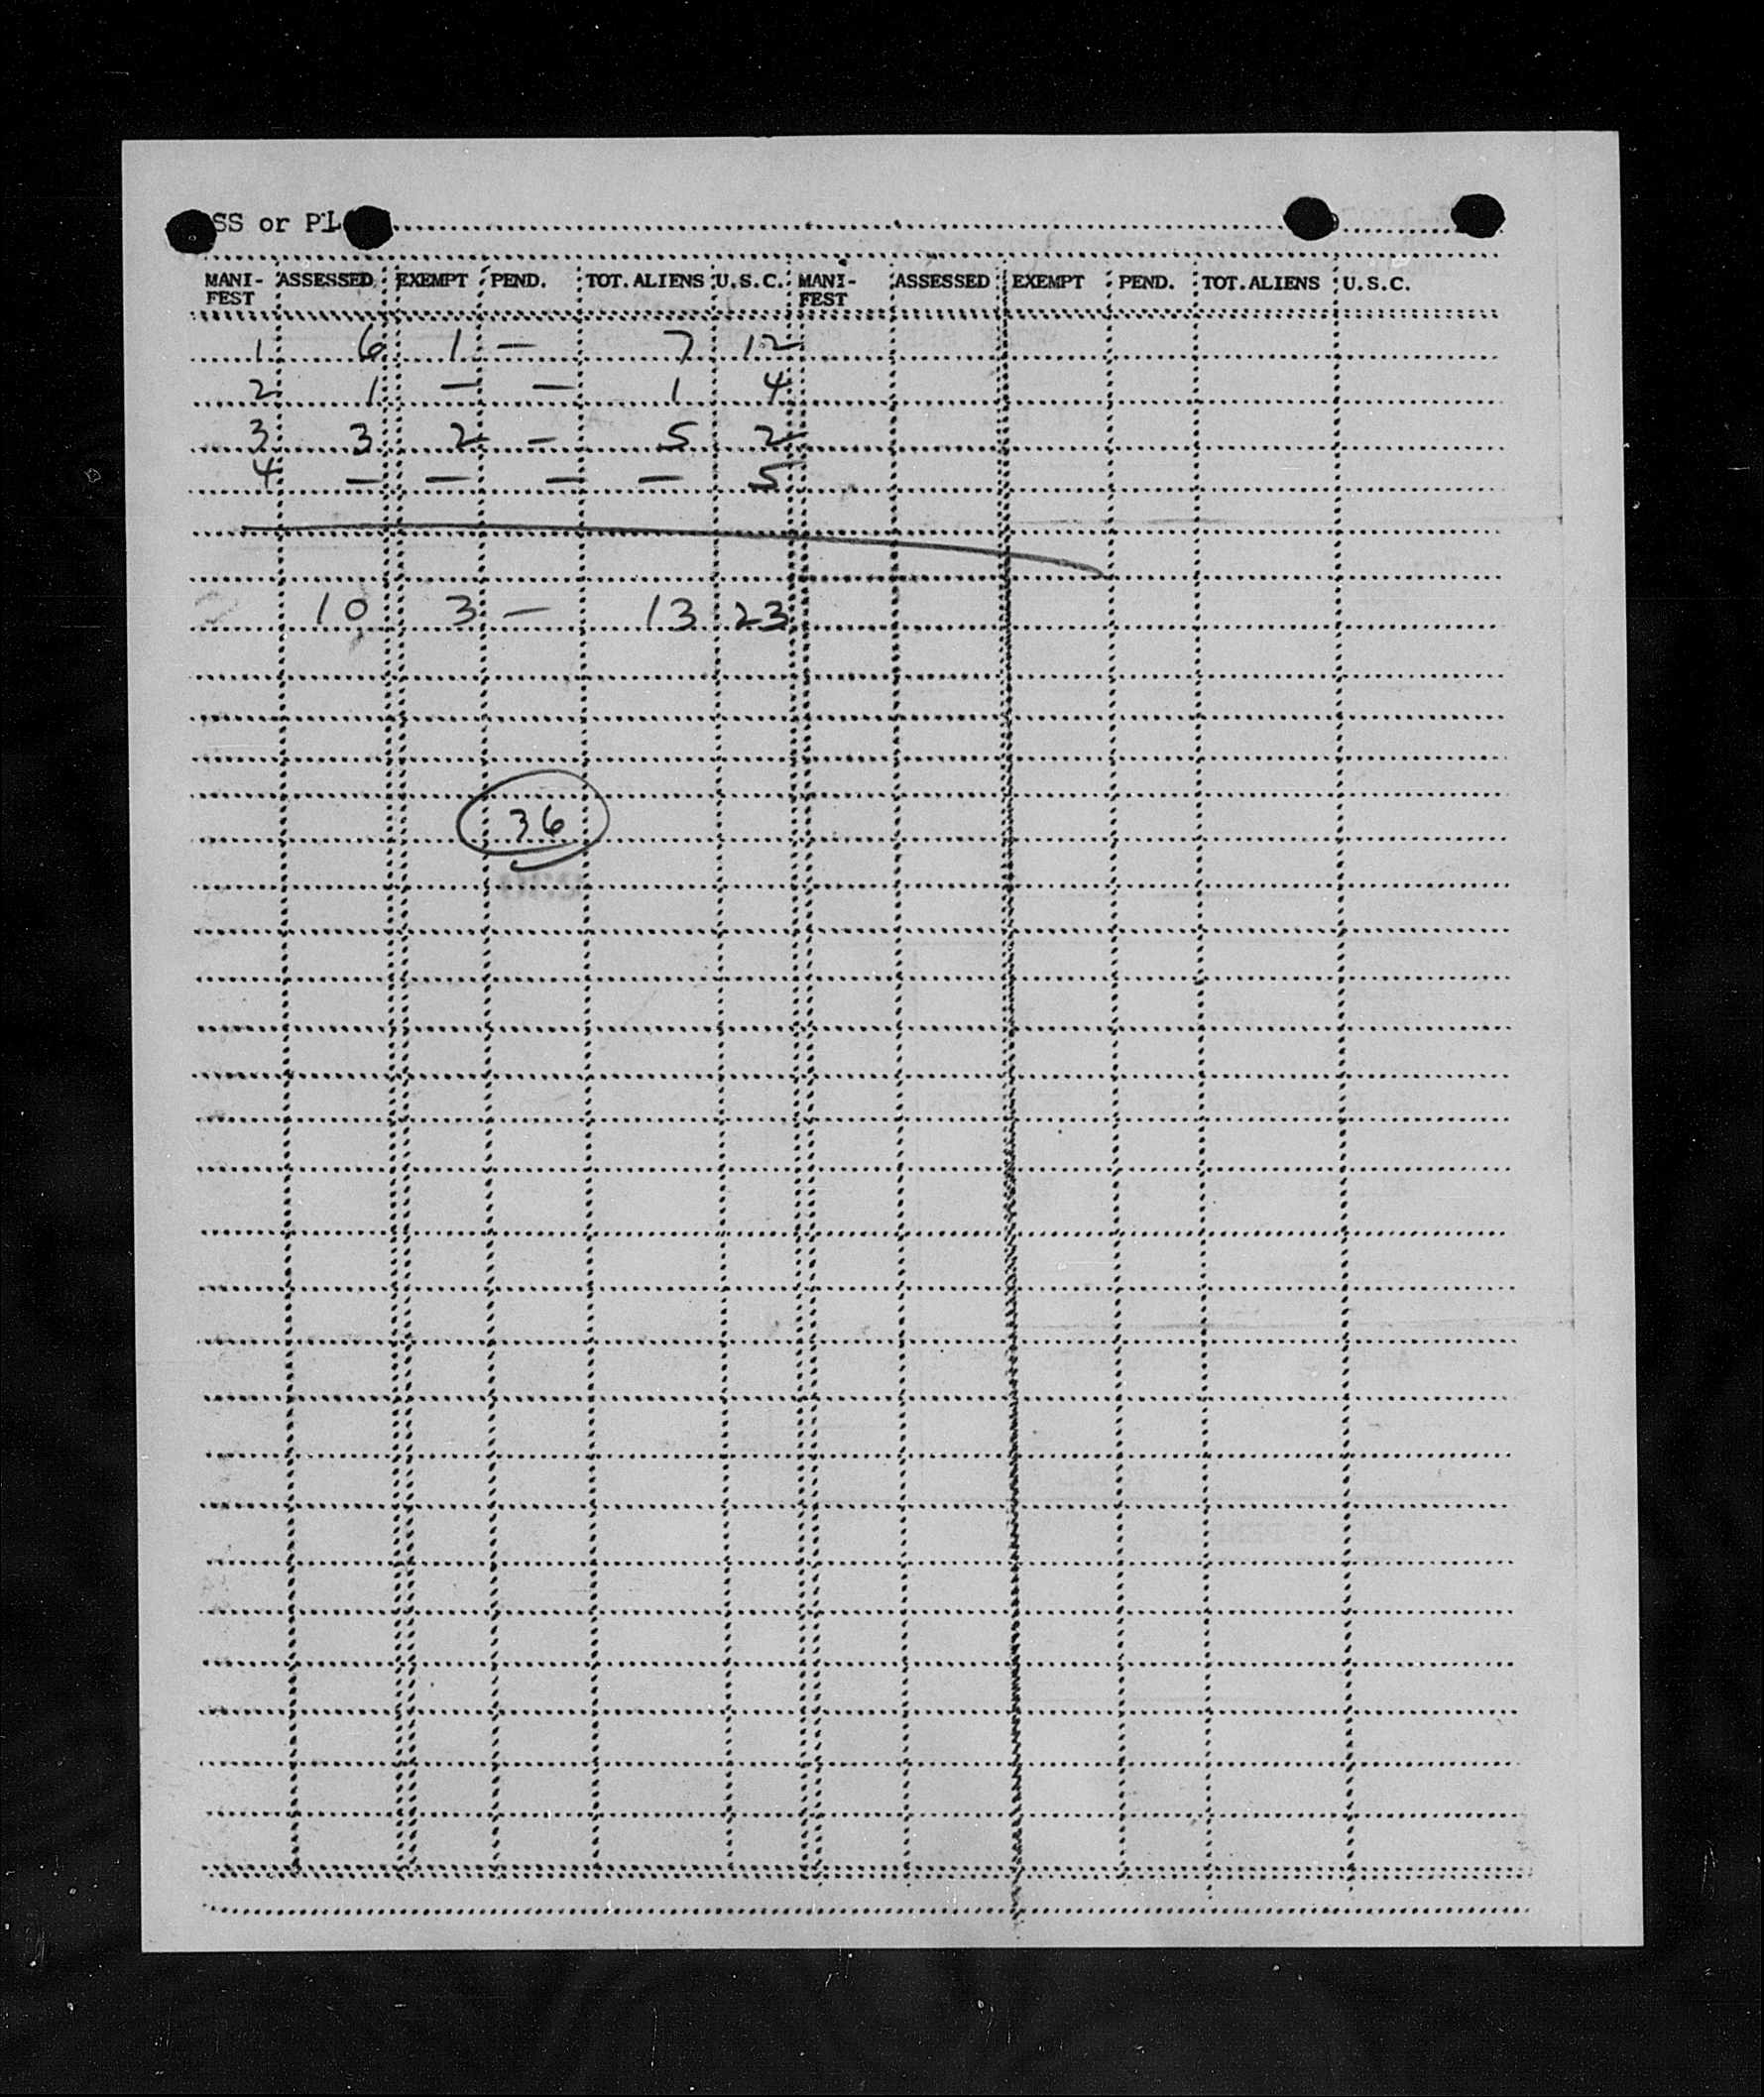 SS or PL
MANI- ASSESSED EXEMPT PEND. TOT. ALIENS U.S.C. MANI- ASSESSED EXEMPT PEND. TOT. ALIENS U.S.C.
FEST FEST
1 6 1 — 7 12
2 1 — — 1 4
3 3 2 — 5 2
4 — — — — 5
10 3 — 13 23
36